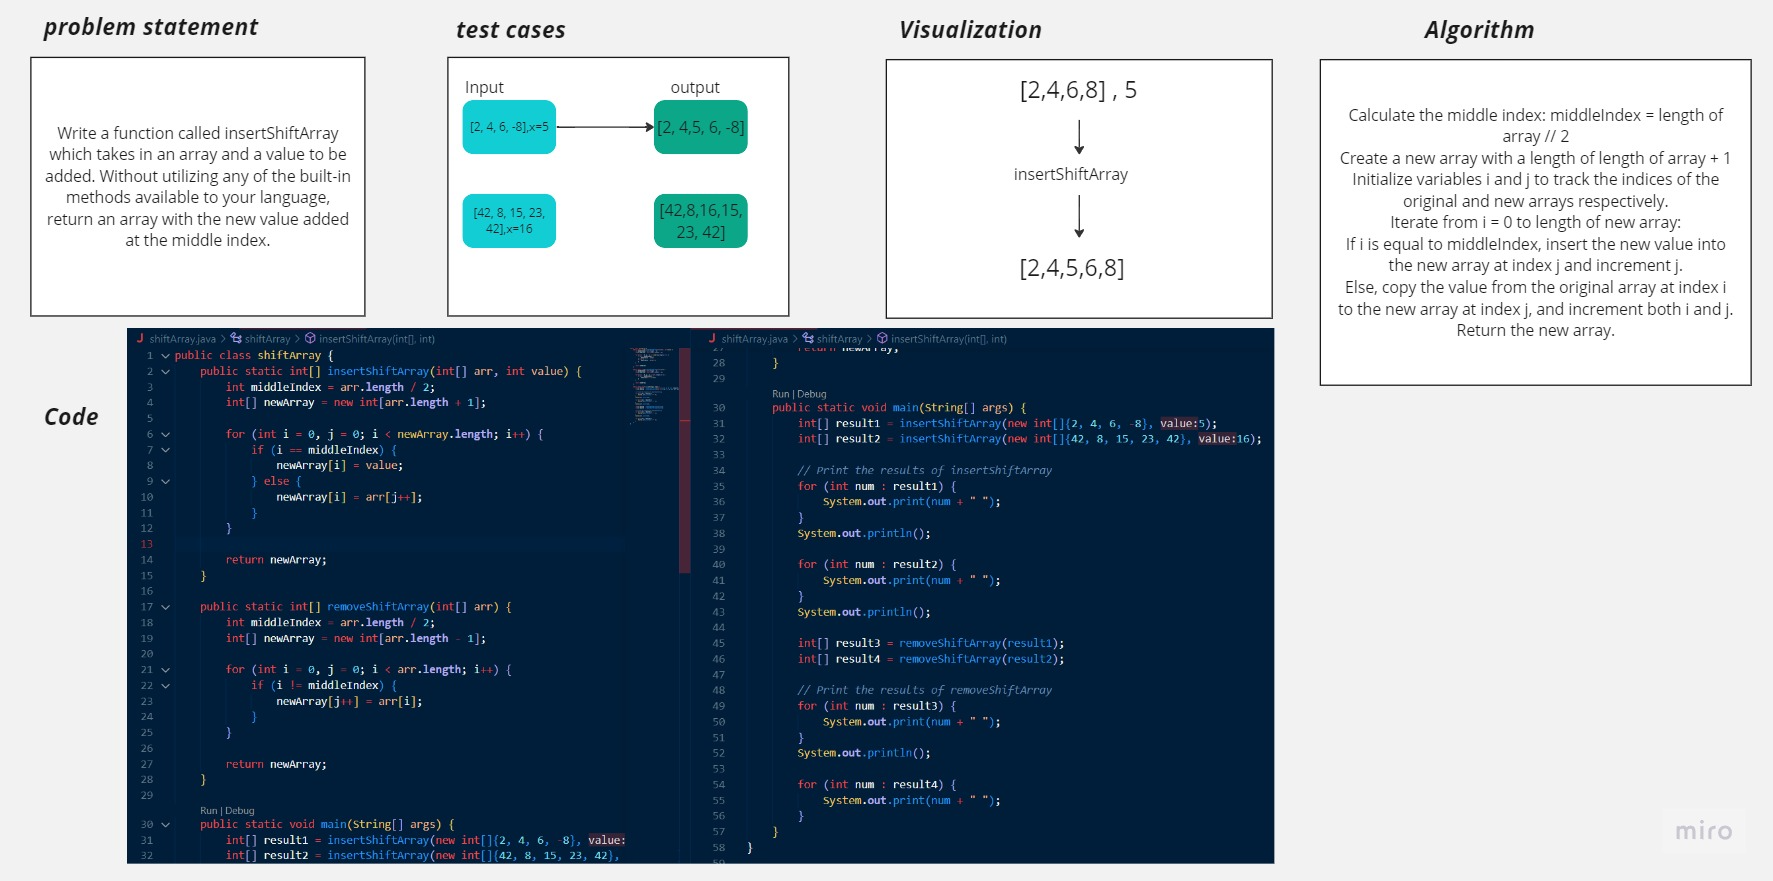 problem statement
Write a function called insertShiftArray
which takes in an array and a value to be
added. Without utilizing any of the built-in
methods available to your language,
return an array with the new value added
at the middle index.
test cases
Input
output
[2, 4, 6, -8],x=5
[2, 4,5, 6, -8]
[42, 8, 15, 23,
42],x=16
[42,8,16,15,
23, 42]
Visualization
[2,4,6,8] , 5
insertShiftArray
[2,4,5,6,8]
Algorithm
Calculate the middle index: middleIndex = length of
array // 2
Create a new array with a length of length of array + 1
Initialize variables i and j to track the indices of the
original and new arrays respectively.
Iterate from i = 0 to length of new array:
If i is equal to middleIndex, insert the new value into
the new array at index j and increment j.
Else, copy the value from the original array at index i
to the new array at index j, and increment both i and j.
Return the new array.
Code
shiftArray.java > shiftArray > insertShiftArray(int[], int)
1 public class shiftArray {
2 public static int[] insertShiftArray(int[] arr, int value) {
3 int middleIndex = arr.length / 2;
4 int[] newArray = new int[arr.length + 1];
5
6 for (int i = 0, j = 0; i < newArray.length; i++) {
7 if (i == middleIndex) {
8 newArray[i] = value;
9 } else {
10 newArray[i] = arr[j++];
11 }
12 }
13
14 return newArray;
15 }
16
17 public static int[] removeShiftArray(int[] arr) {
18 int middleIndex = arr.length / 2;
19 int[] newArray = new int[arr.length - 1];
20
21 for (int i = 0, j = 0; i < arr.length; i++) {
22 if (i != middleIndex) {
23 newArray[j++] = arr[i];
24 }
25 }
26
27 return newArray;
28 }
29
Run | Debug
30 public static void main(String[] args) {
31 int[] result1 = insertShiftArray(new int[]{2, 4, 6, -8}, value:
32 int[] result2 = insertShiftArray(new int[]{42, 8, 15, 23, 42},
shiftArray.java > shiftArray > insertShiftArray(int[], int)
27 return newArray;
28 }
29
Run | Debug
30 public static void main(String[] args) {
31 int[] result1 = insertShiftArray(new int[]{2, 4, 6, -8}, value:5);
32 int[] result2 = insertShiftArray(new int[]{42, 8, 15, 23, 42}, value:16);
33
34 // Print the results of insertShiftArray
35 for (int num : result1) {
36 System.out.print(num + " ");
37 }
38 System.out.println();
39
40 for (int num : result2) {
41 System.out.print(num + " ");
42 }
43 System.out.println();
44
45 int[] result3 = removeShiftArray(result1);
46 int[] result4 = removeShiftArray(result2);
47
48 // Print the results of removeShiftArray
49 for (int num : result3) {
50 System.out.print(num + " ");
51 }
52 System.out.println();
53
54 for (int num : result4) {
55 System.out.print(num + " ");
56 }
57 }
58 }
59
miro